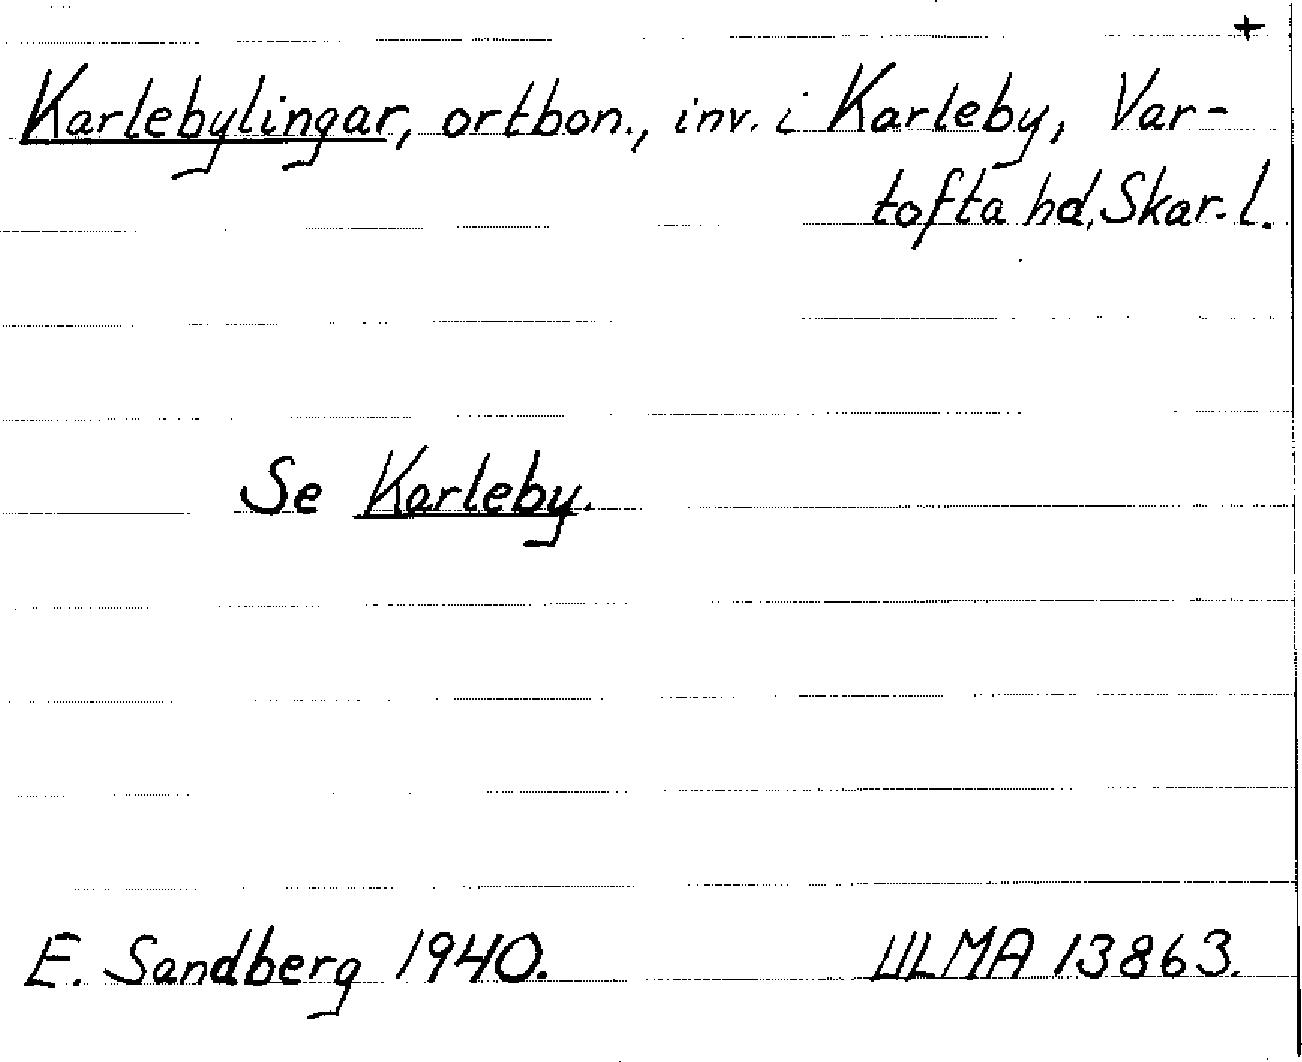 +
Karlebylingar, ortbon., inv. i Karleby, Var-
tofta hd, Skar. l.
Se Karleby.
E. Sandberg 1940. ULMA 13863.